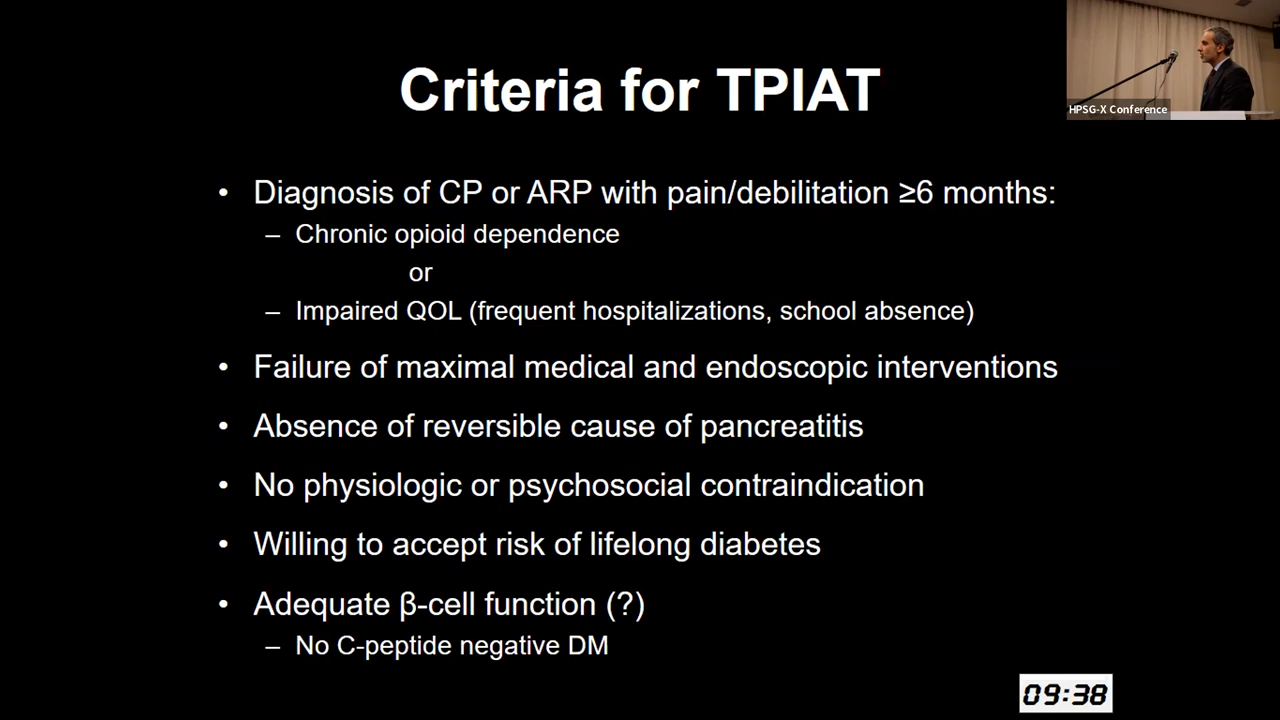 Criteria for TPIAT
HPSG-X Conference
• Diagnosis of CP or ARP with pain/debilitation ≥6 months:
– Chronic opioid dependence
or
– Impaired QOL (frequent hospitalizations, school absence)
• Failure of maximal medical and endoscopic interventions
• Absence of reversible cause of pancreatitis
• No physiologic or psychosocial contraindication
• Willing to accept risk of lifelong diabetes
• Adequate β-cell function (?)
– No C-peptide negative DM
09:38